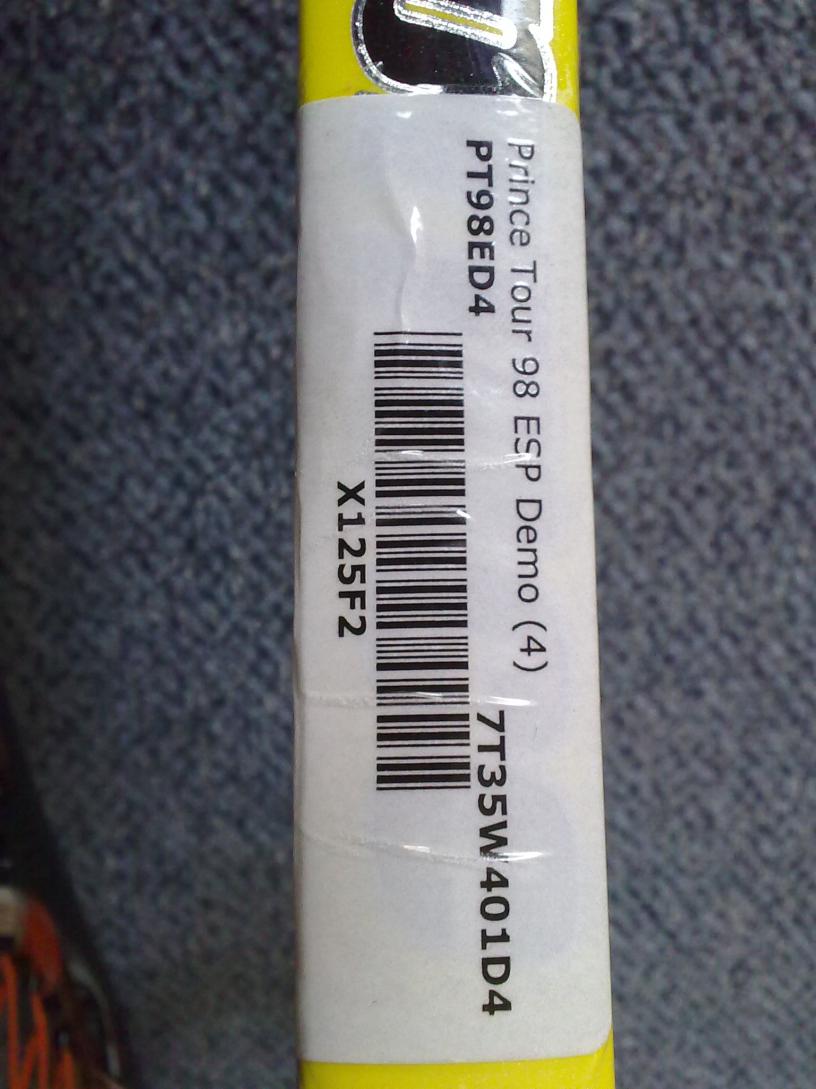 Prince Tour 98 ESP Demo (4)
PT98ED4
7T35W401D4
X125F2